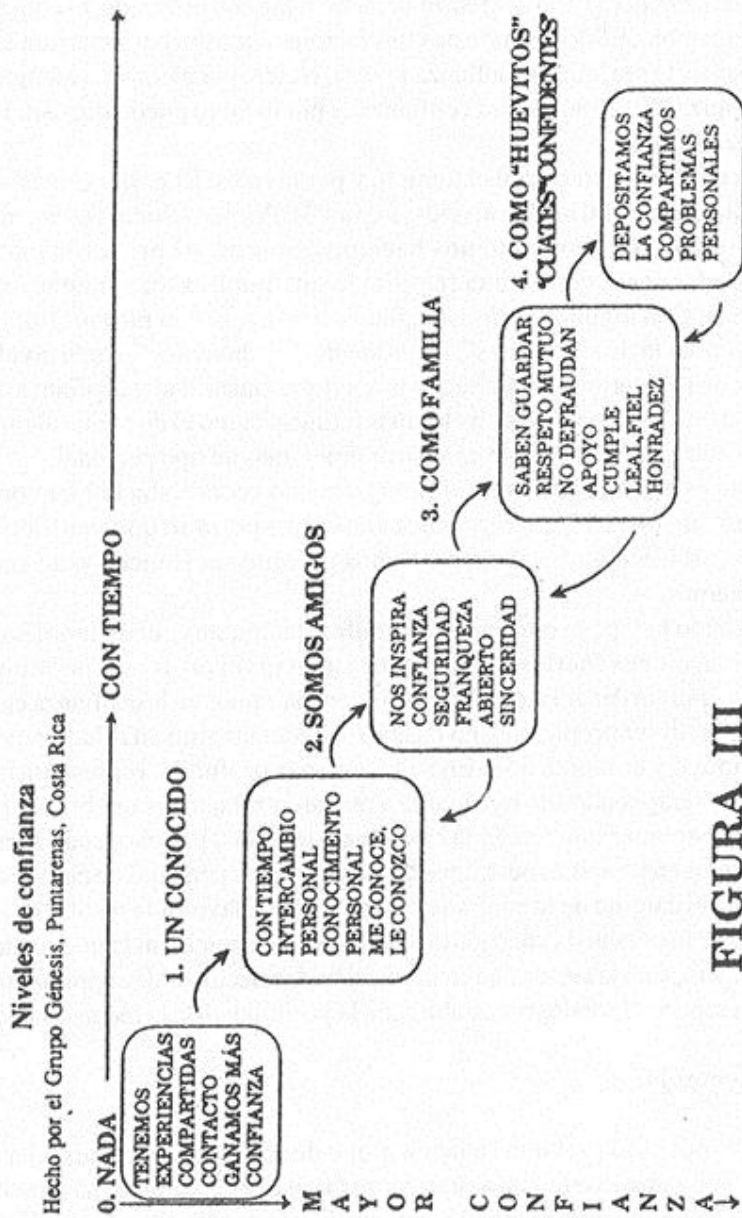 Niveles de confianza
Hecho por el Grupo Génesis, Puntarenas, Costa Rica
0. NADA
CON TIEMPO
TENEMOS
EXPERIENCIAS
COMPARTIDAS
CONTACTO
GANAMOS MÁS
CONFIANZA
1. UN CONOCIDO
CON TIEMPO
INTERCAMBIO
PERSONAL
CONOCIMIENTO
PERSONAL
ME CONOCE,
LE CONOZCO
2. SOMOS AMIGOS
NOS INSPIRA
CONFIANZA
SEGURIDAD
FRANQUEZA
ABIERTO
SINCERIDAD
3. COMO FAMILIA
SABEN GUARDAR
RESPETO MUTUO
NO DEFRAUDAN
APOYO
CUMPLE
LEAL, FIEL
HONRADEZ
4. COMO "HUEVITOS"
"CUATES" CONFIDENTES
DEPOSITAMOS
LA CONFIANZA
COMPARTIMOS
PROBLEMAS
PERSONALES
MAYOR CONFIANZA
FIGURA III